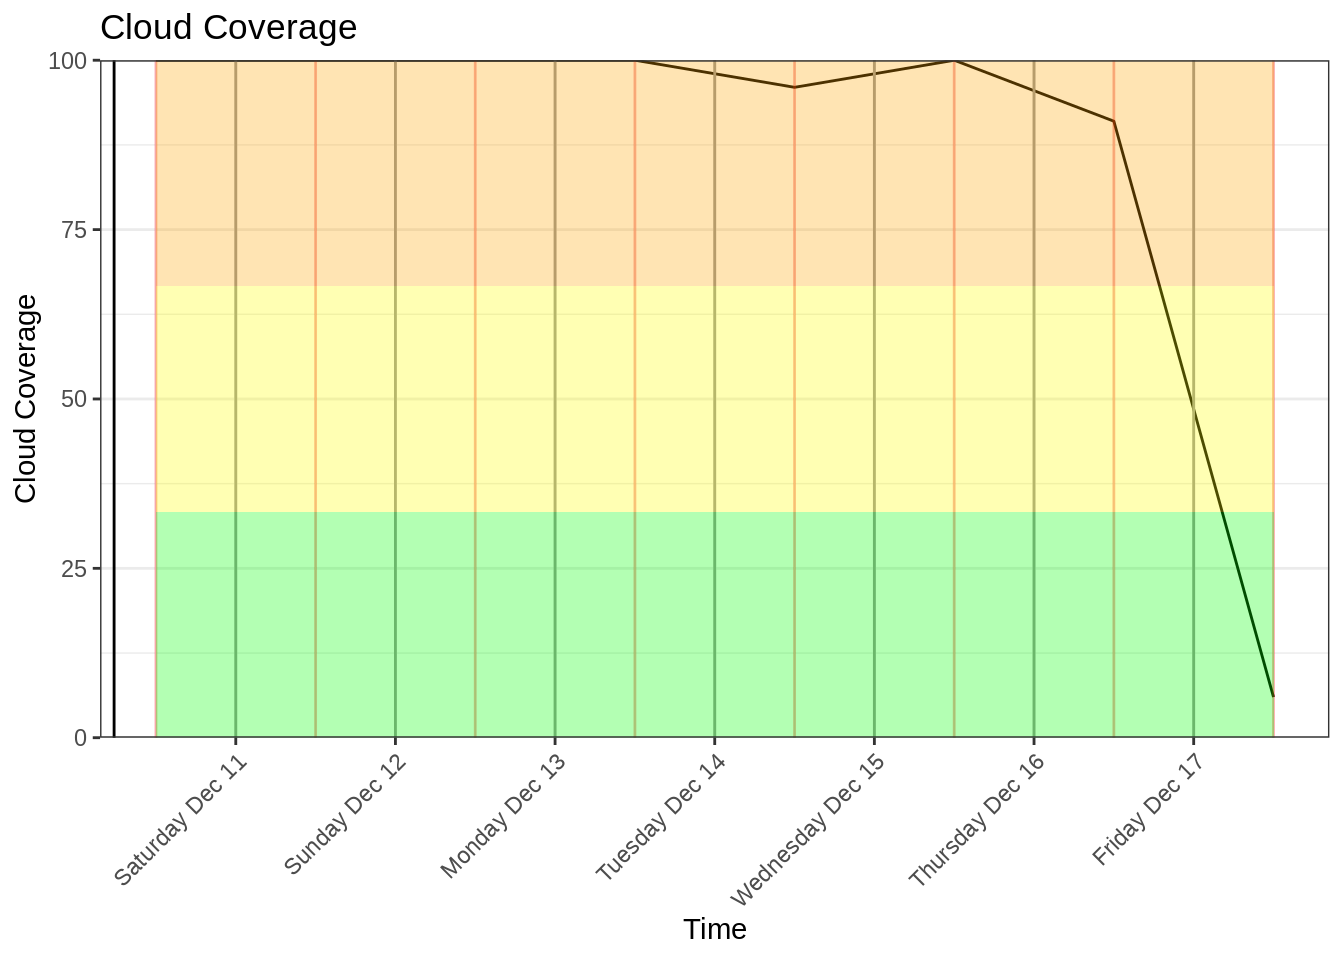 Cloud Coverage
100
75
50
25
0
Cloud Coverage
Saturday Dec 11
Sunday Dec 12
Monday Dec 13
Tuesday Dec 14
Wednesday Dec 15
Thursday Dec 16
Friday Dec 17
Time